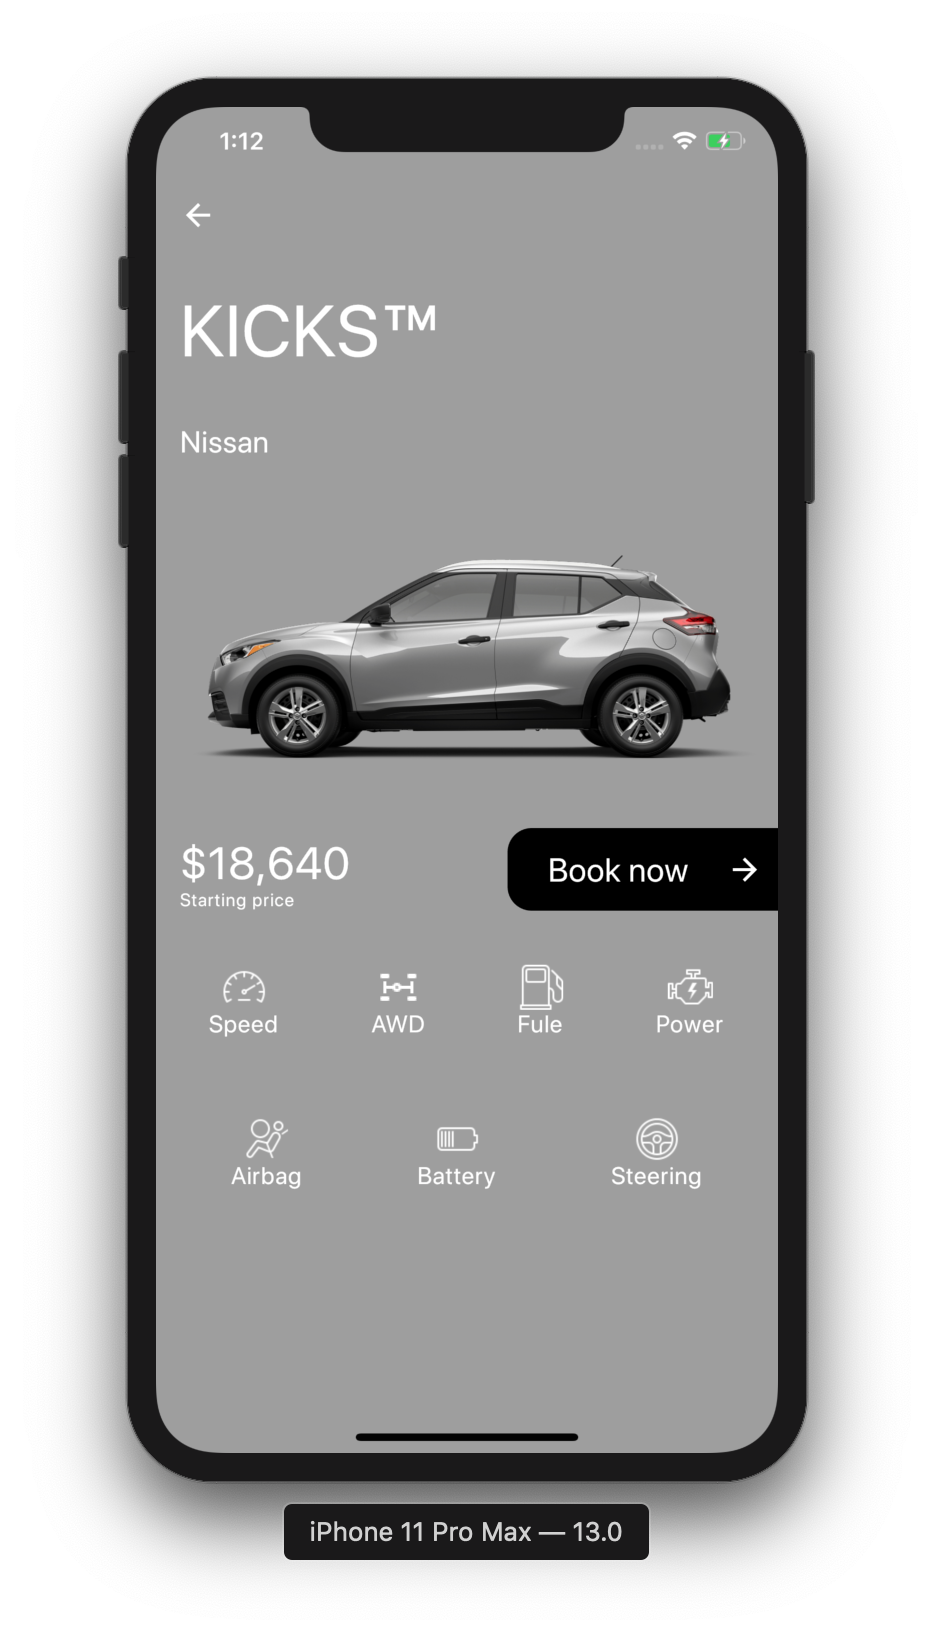 1:12
KICKS™
Nissan
$18,640
Starting price
Book now
Speed AWD Fule Power
Airbag Battery Steering
iPhone 11 Pro Max — 13.0